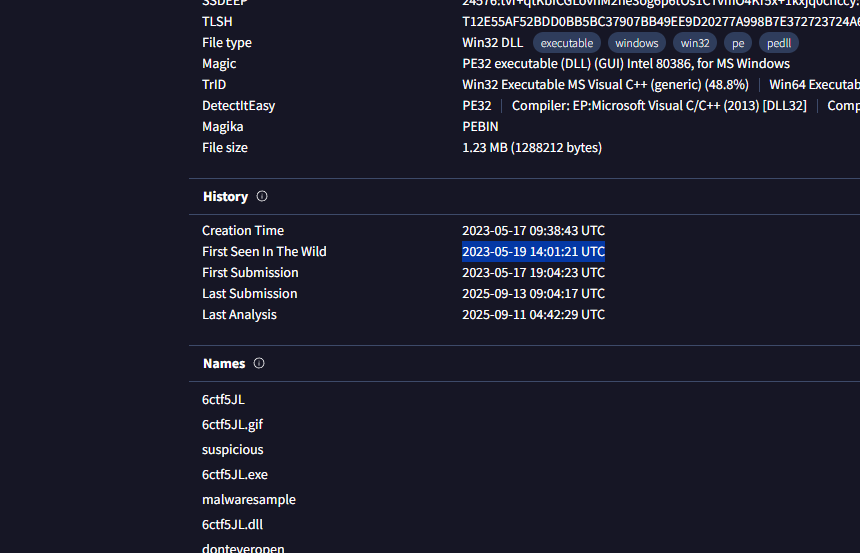 SSDEEP
TLSH T12E55AF52BDD0BB5BC37907BB49EE9D20277A998B7E372723724A
File type Win32 DLL executable windows win32 pe pedll
Magic PE32 executable (DLL) (GUI) Intel 80386, for MS Windows
TrID Win32 Executable MS Visual C++ (generic) (48.8%) | Win64 Executab
DetectItEasy PE32 | Compiler: EP:Microsoft Visual C/C++ (2013) [DLL32] | Comp
Magika PEBIN
File size 1.23 MB (1288212 bytes)
History
Creation Time 2023-05-17 09:38:43 UTC
First Seen In The Wild 2023-05-19 14:01:21 UTC
First Submission 2023-05-17 19:04:23 UTC
Last Submission 2025-09-13 09:04:17 UTC
Last Analysis 2025-09-11 04:42:29 UTC
Names
6ctf5JL
6ctf5JL.gif
suspicious
6ctf5JL.exe
malwaresample
6ctf5JL.dll
donteveropen